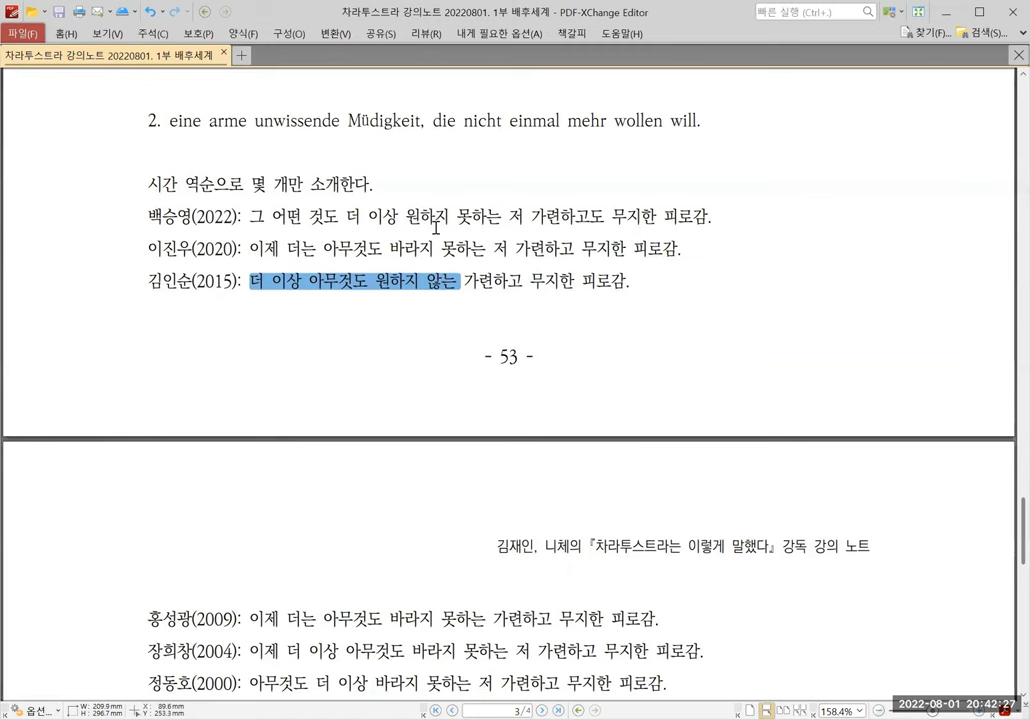 차라투스트라 강의노트 20220801. 1부 배후세계 - PDF-XChange Editor
빠른 실행 (Ctrl+.)
파일(F) 홈(H) 보기(V) 주석(C) 보호(P) 양식(F) 구성(O) 변환(V) 공유(S) 리뷰(R) 내게 필요한 옵션(A) 책갈피 도움말(H) 찾기(F)... 검색(S)...
차라투스트라 강의노트 20220801. 1부 배후세계
2. eine arme unwissende Müdigkeit, die nicht einmal mehr wollen will.
시간 역순으로 몇 개만 소개한다.
백승영(2022): 그 어떤 것도 더 이상 원하지 못하는 저 가련하고도 무지한 피로감.
이진우(2020): 이제 더는 아무것도 바라지 못하는 저 가련하고 무지한 피로감.
김인순(2015): 더 이상 아무것도 원하지 않는 가련하고 무지한 피로감.
- 53 -
김재인, 니체의 『차라투스트라는 이렇게 말했다』 강독 강의 노트
홍성광(2009): 이제 더는 아무것도 바라지 못하는 가련하고 무지한 피로감.
장희창(2004): 이제 더 이상 아무것도 바라지 못하는 저 가련하고 무지한 피로감.
정동호(2000): 아무것도 더 이상 바라지 못하는 저 가련하고 무지한 피로감.
옵션... W: 209.9mm X: 89.6mm
H: 296.7mm Y: 253.3mm
3/4 158.4%
2022-08-01 20:42:27